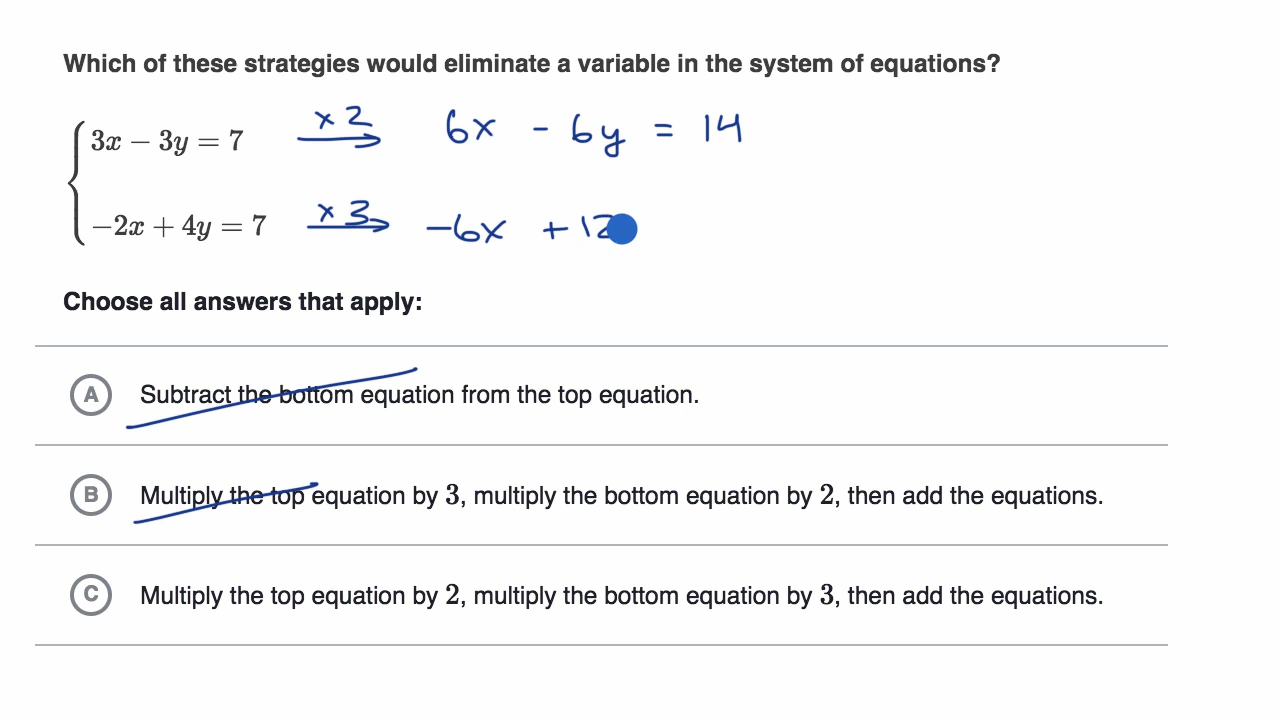 Which of these strategies would eliminate a variable in the system of equations?
3x − 3y = 7 x 2 6x - 6y = 14
−2x + 4y = 7 x 3 -6x + 12
Choose all answers that apply:
A Subtract the bottom equation from the top equation.
B Multiply the top equation by 3, multiply the bottom equation by 2, then add the equations.
C Multiply the top equation by 2, multiply the bottom equation by 3, then add the equations.